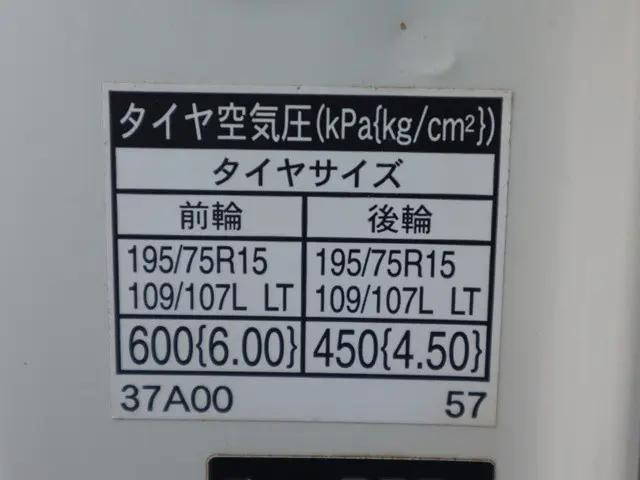 タイヤ空気圧(kPa{kg/cm²})
タイヤサイズ
前輪 後輪
195/75R15 195/75R15
109/107L LT 109/107L LT
600{6.00} 450{4.50}
37A00 57